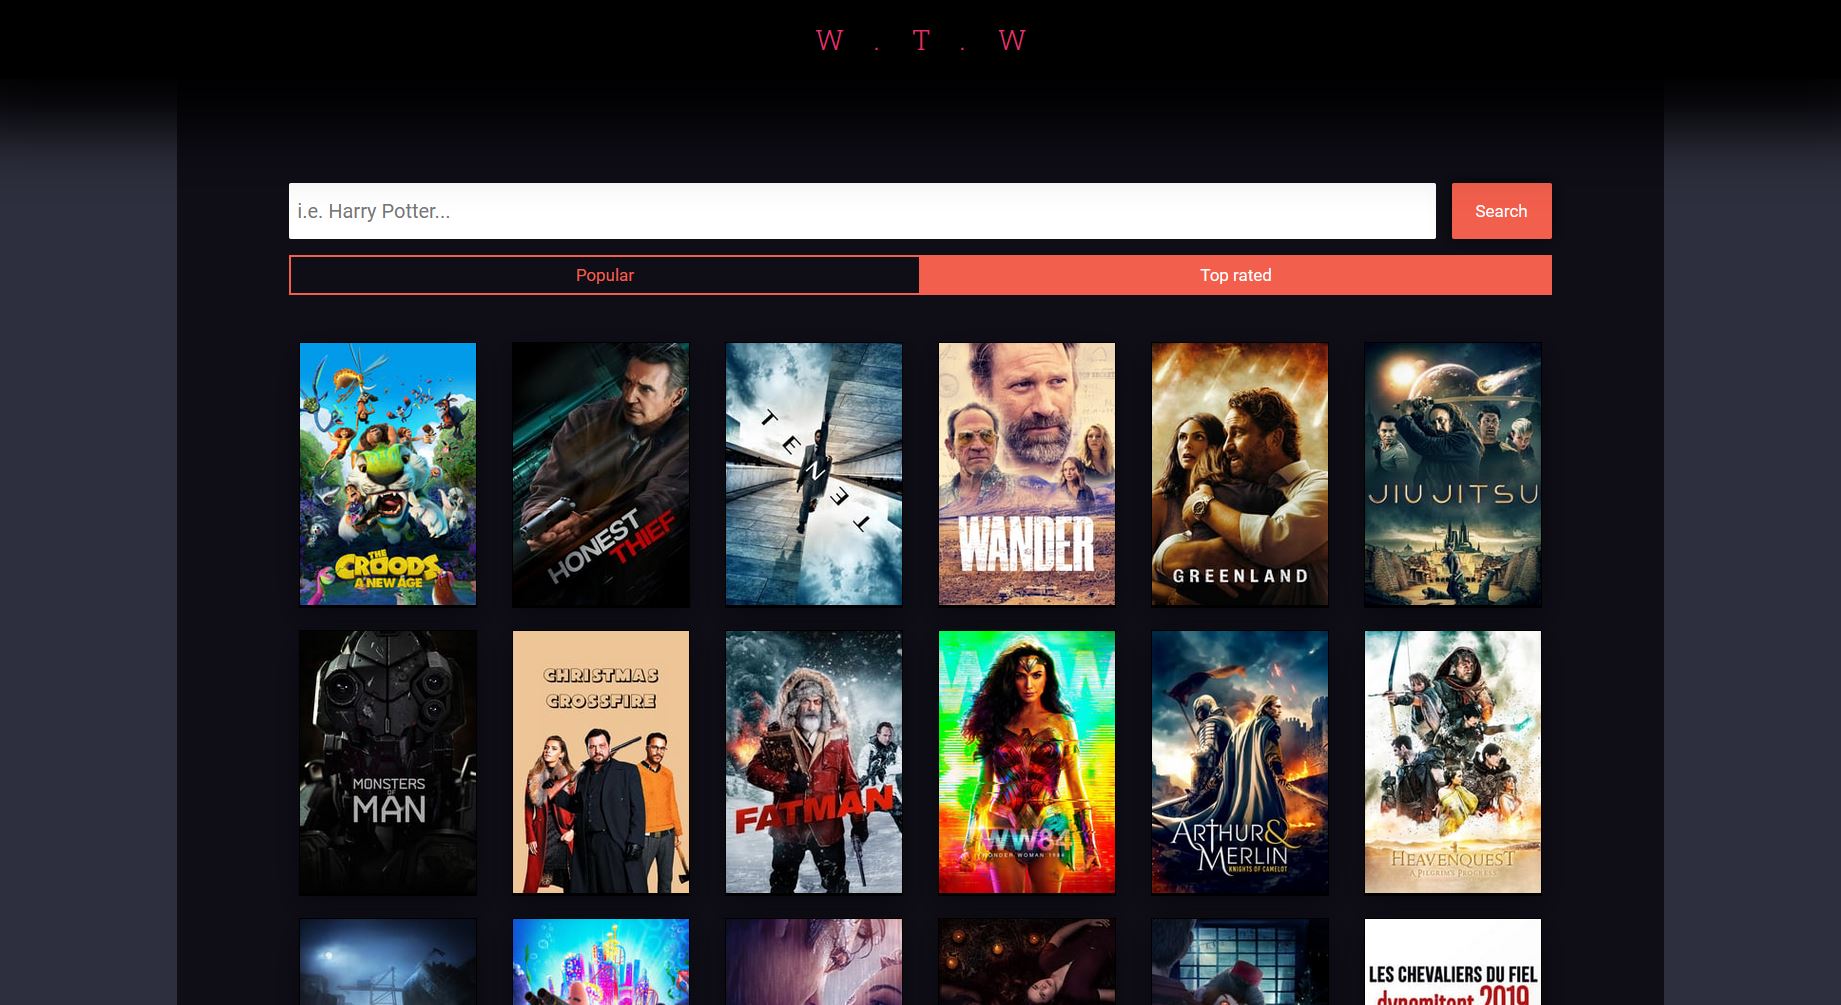 W . T . W
i.e. Harry Potter...
Search
Popular
Top rated
THE
CROODS
A NEW AGE
HONEST
THIEF
TENET
WANDER
GREENLAND
JIU JITSU
MONSTERS
OF
MAN
CHRISTMAS
CROSSFIRE
FATMAN
WW84
WONDER WOMAN 1984
ARTHUR &
MERLIN
KNIGHTS OF CAMELOT
HEAVENQUEST
A PILGRIM'S PROGRESS
LES CHEVALIERS DU FIEL
dynamitent 2019